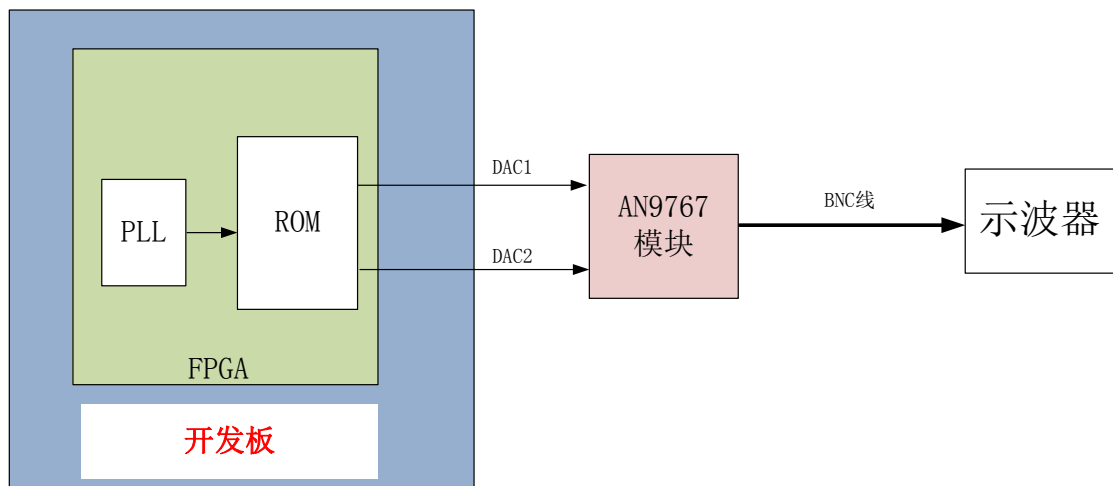 PLL
ROM
FPGA
开发板
DAC1
DAC2
AN9767
模块
BNC线
示波器